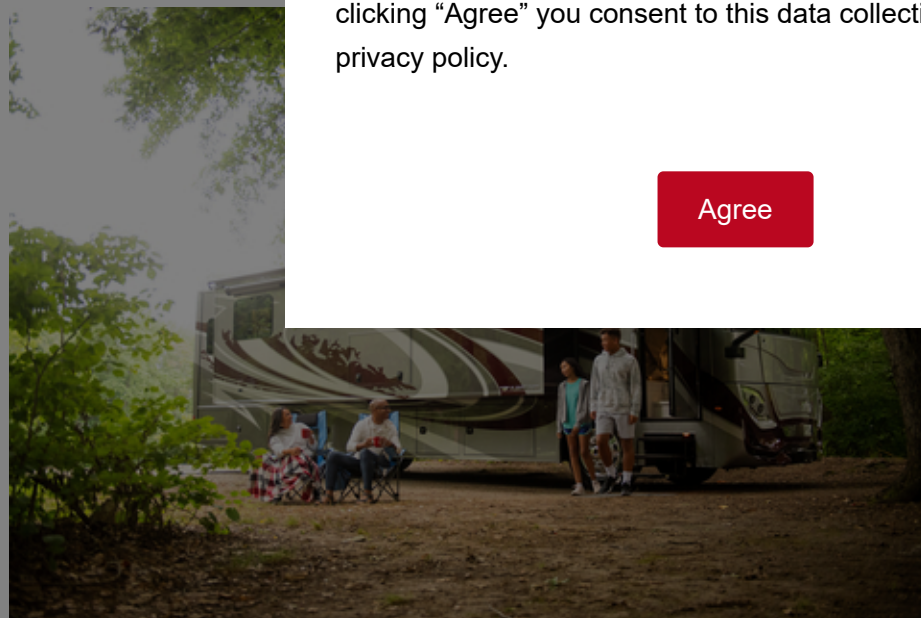 clicking “Agree” you consent to this data collecti
privacy policy.
Agree